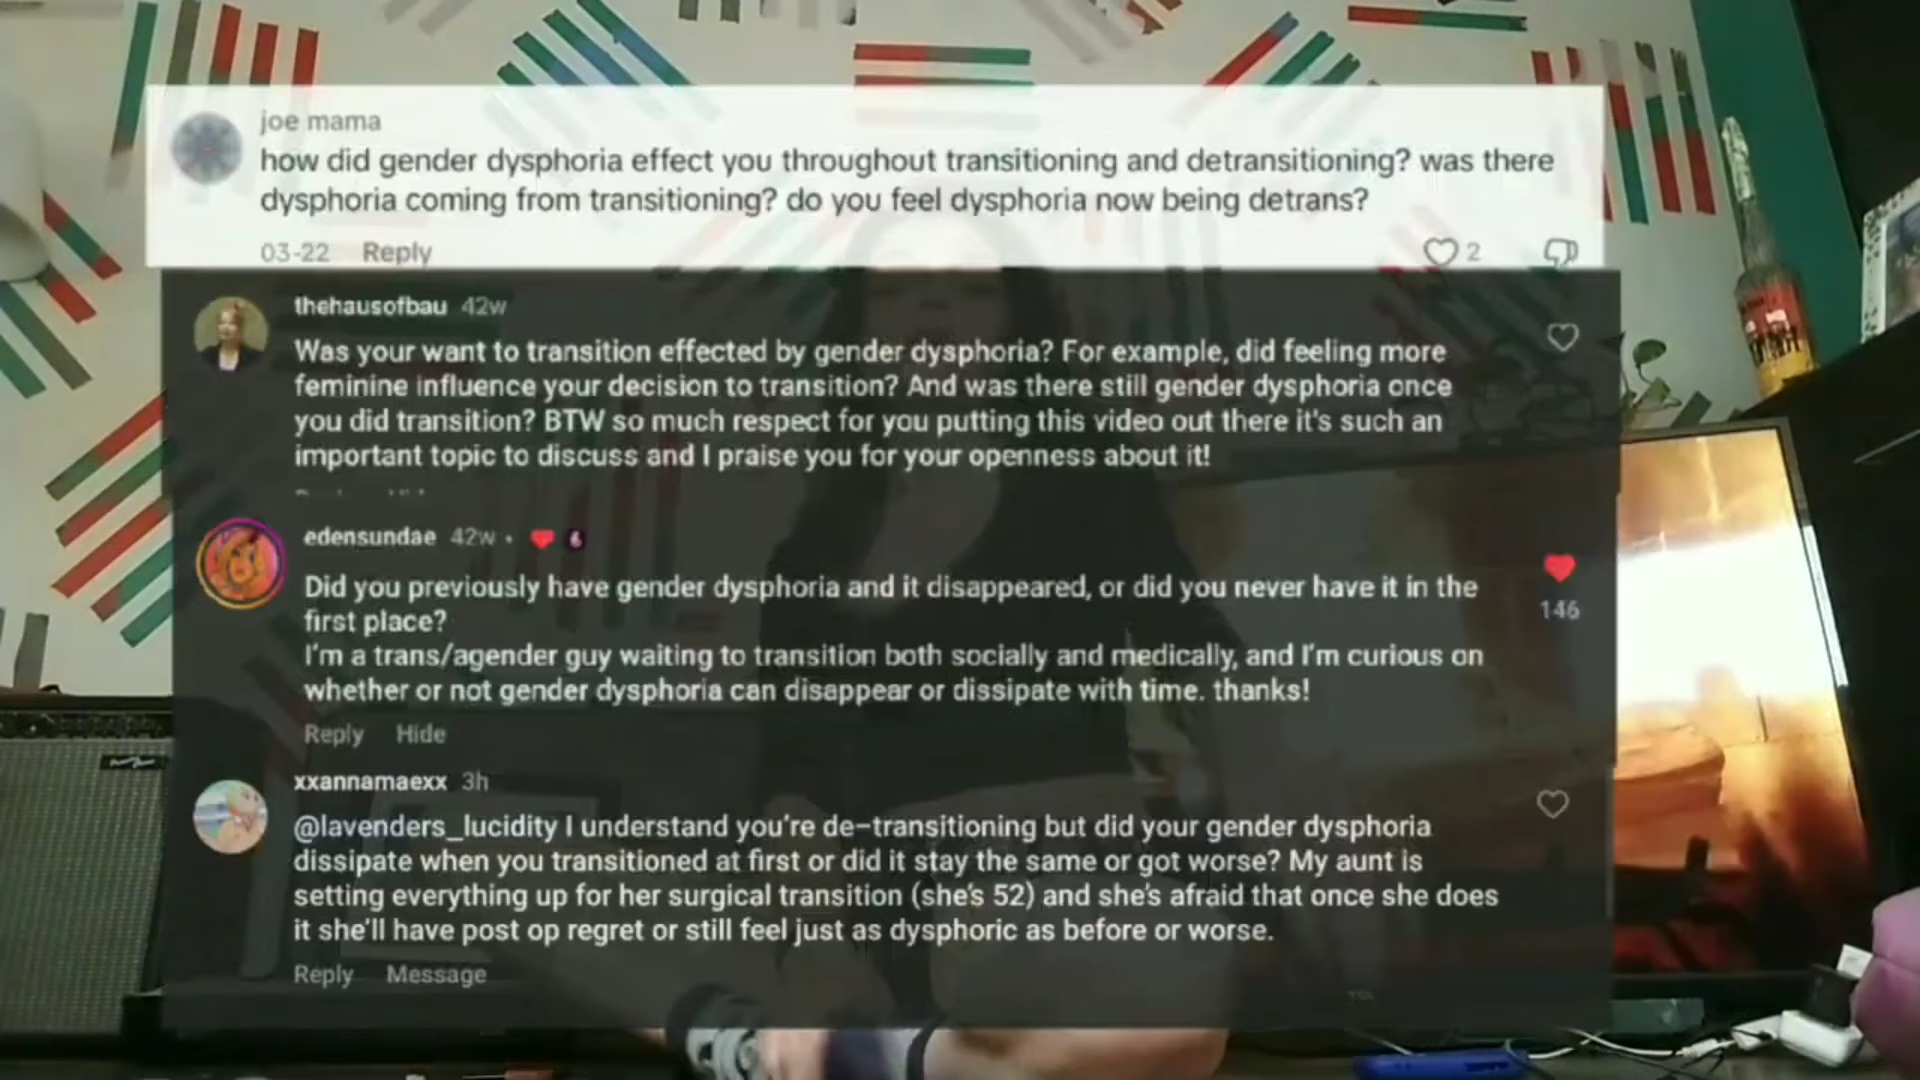 joe mama
how did gender dysphoria effect you throughout transitioning and detransitioning? was there
dysphoria coming from transitioning? do you feel dysphoria now being detrans?
03-22 Reply
2
thehausofbau 42w
Was your want to transition effected by gender dysphoria? For example, did feeling more
feminine influence your decision to transition? And was there still gender dysphoria once
you did transition? BTW so much respect for you putting this video out there it's such an
important topic to discuss and I praise you for your openness about it!
edensundae 42w •
Did you previously have gender dysphoria and it disappeared, or did you never have it in the
first place?
I'm a trans/agender guy waiting to transition both socially and medically, and I'm curious on
whether or not gender dysphoria can disappear or dissipate with time. thanks!
146
Reply Hide
xxannamaexx 3h
@lavenders_lucidity I understand you're de-transitioning but did your gender dysphoria
dissipate when you transitioned at first or did it stay the same or got worse? My aunt is
setting everything up for her surgical transition (she's 52) and she's afraid that once she does
it she'll have post op regret or still feel just as dysphoric as before or worse.
Reply Message